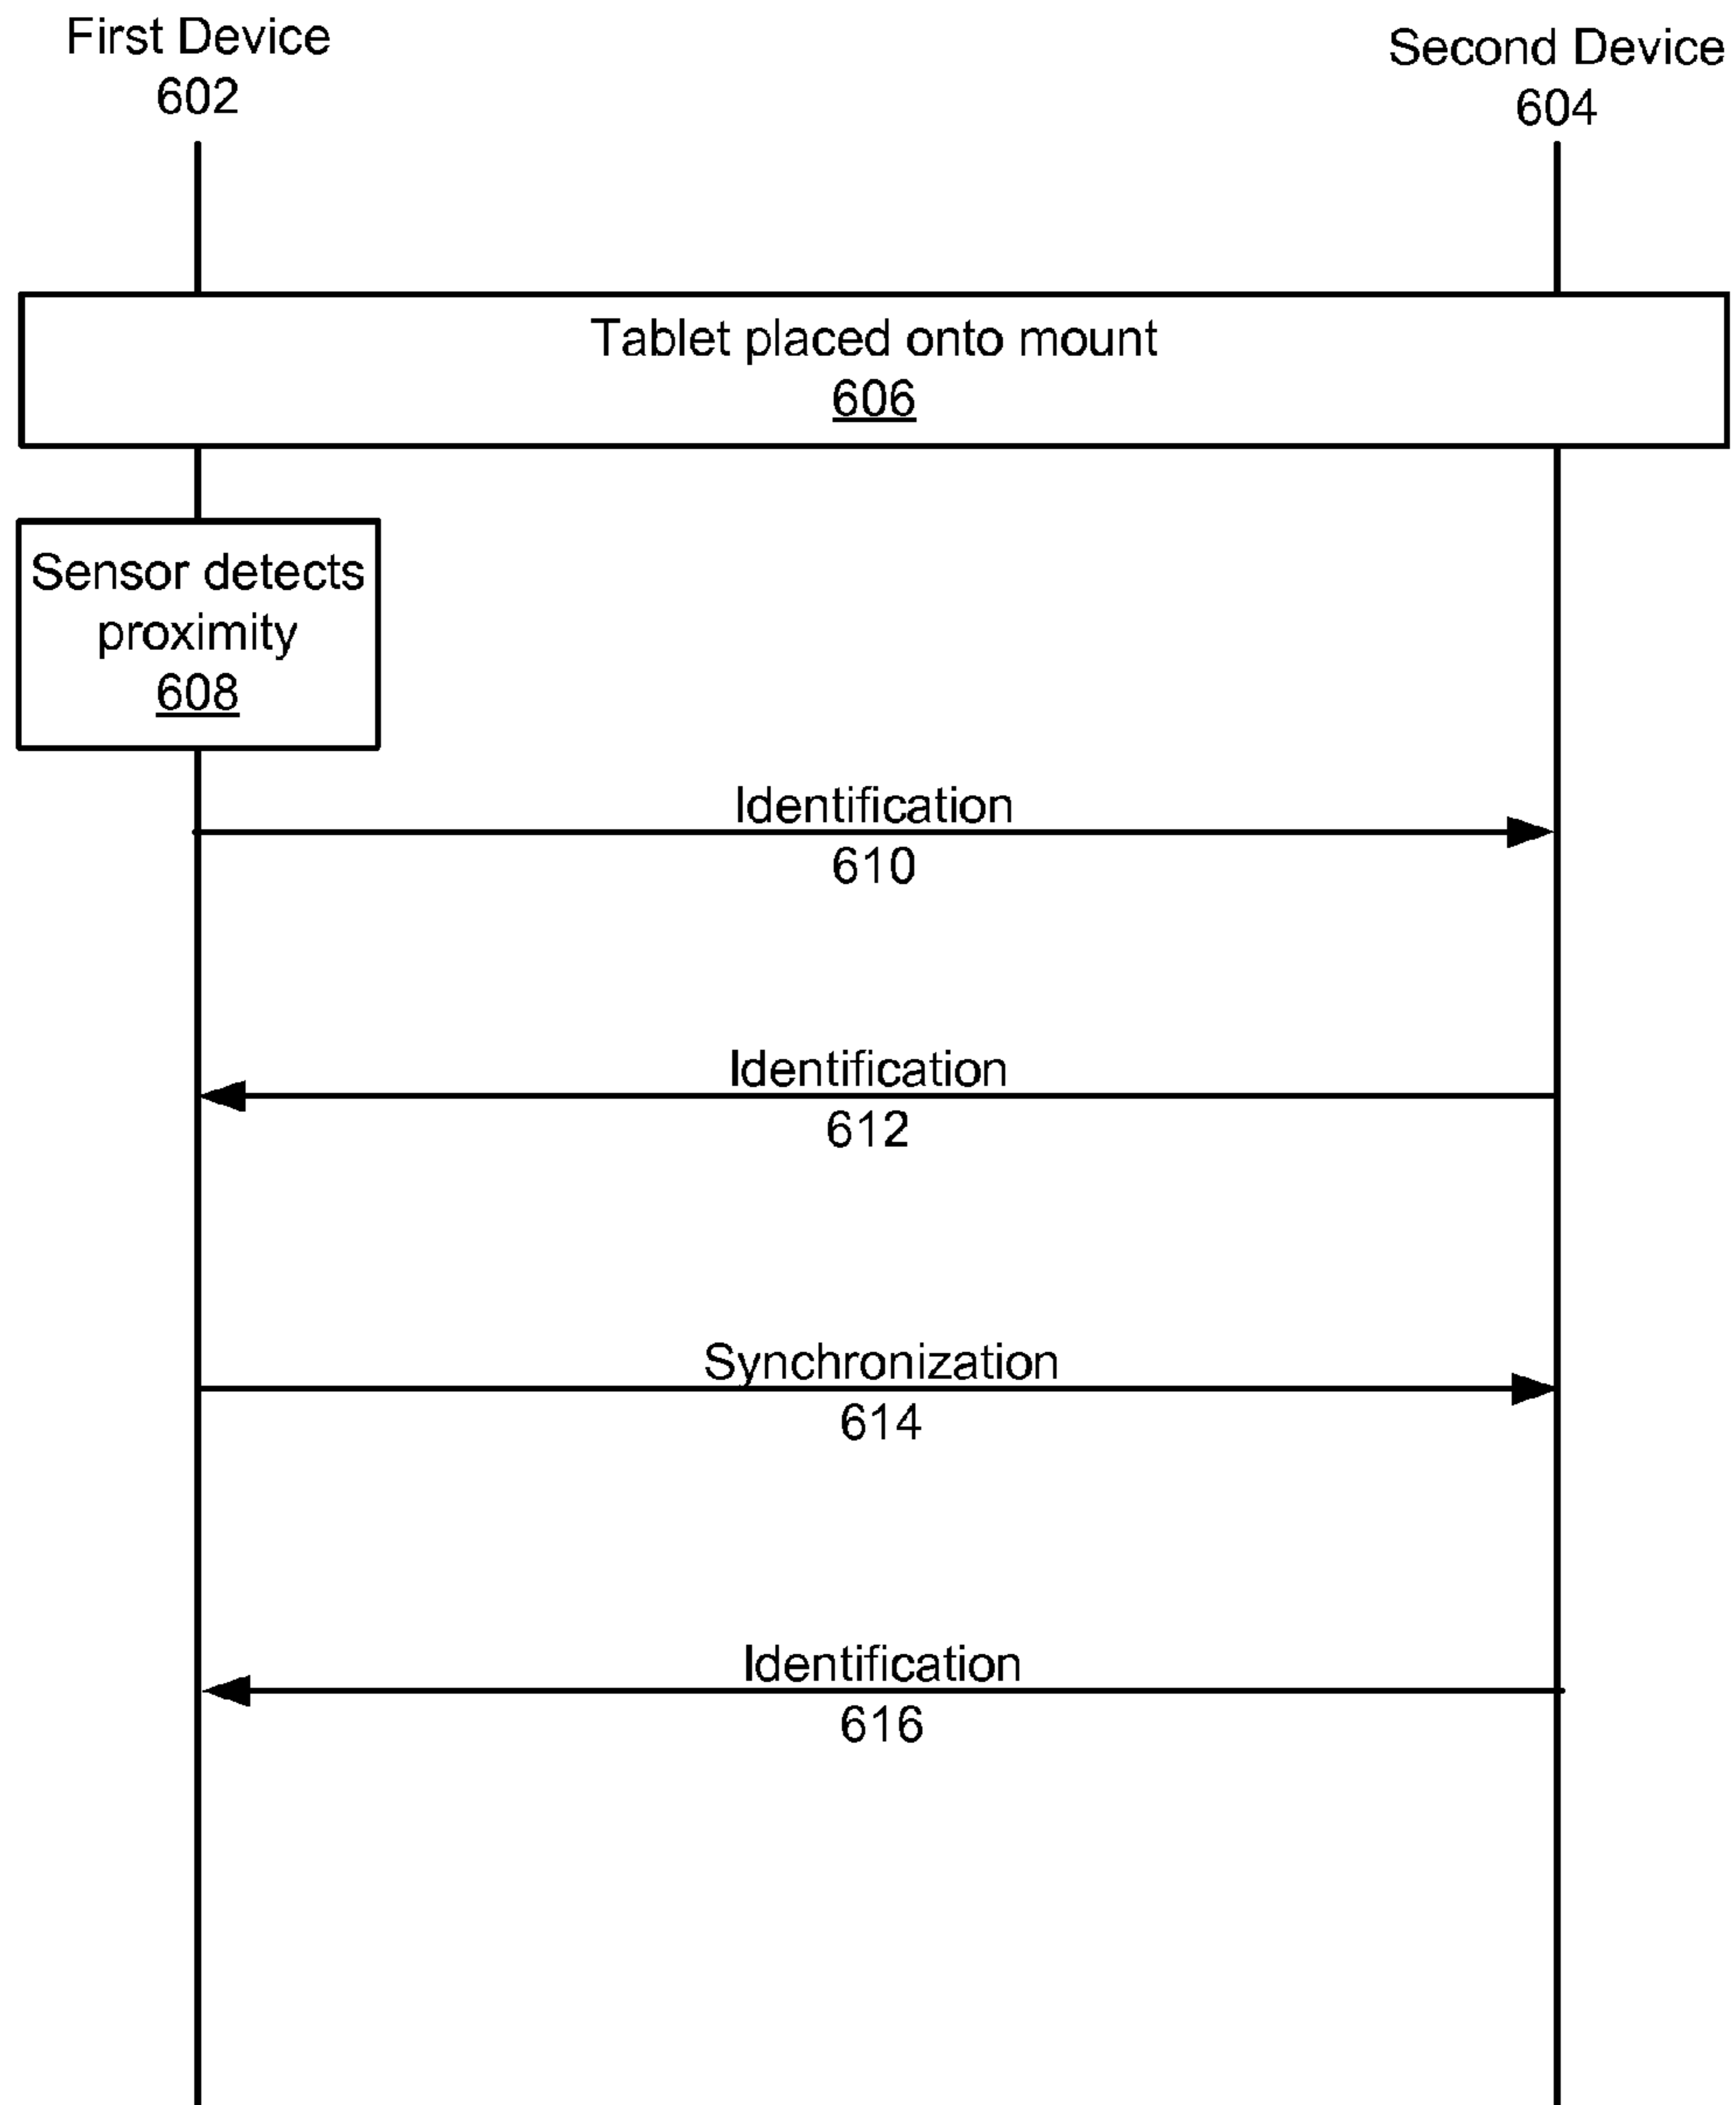 First Device
602
Second Device
604
Tablet placed onto mount
606
Sensor detects
proximity
608
Identification
610
Identification
612
Synchronization
614
Identification
616